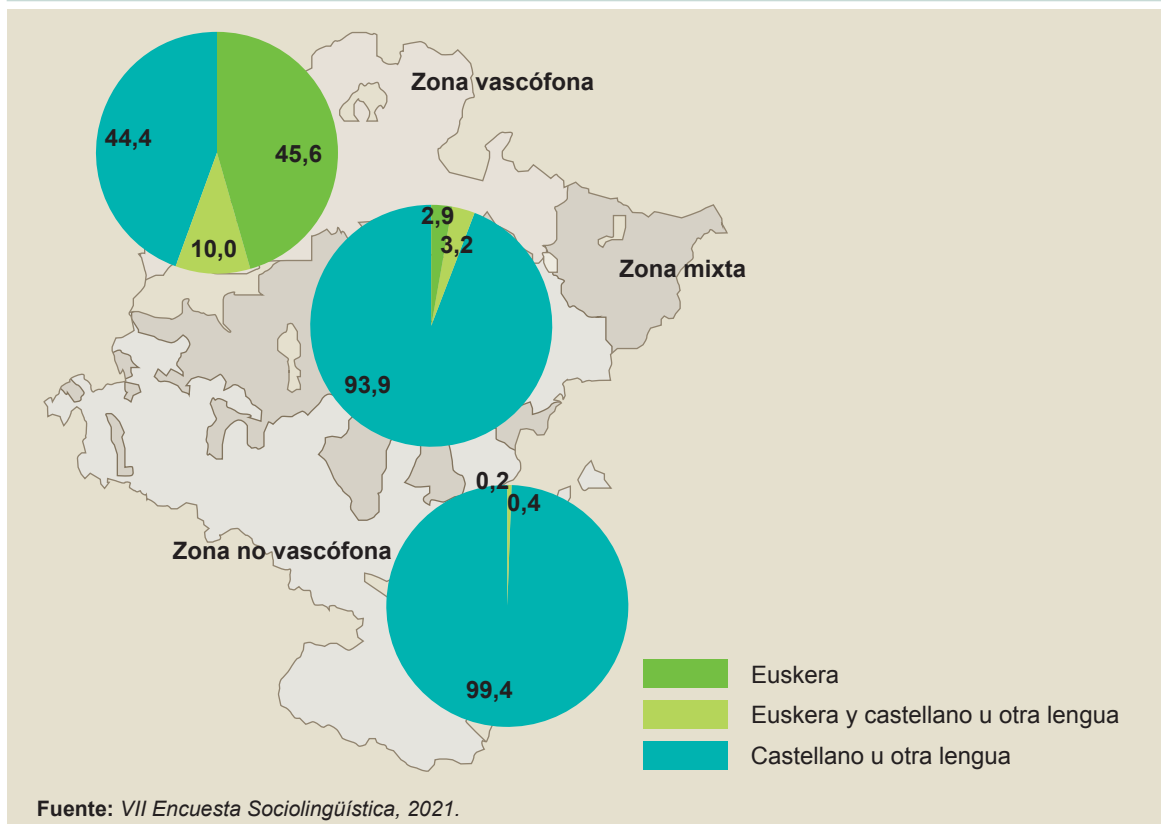 Zona vascófona
44,4
45,6
10,0
2,9
3,2
Zona mixta
93,9
0,2
0,4
Zona no vascófona
99,4
Euskera
Euskera y castellano u otra lengua
Castellano u otra lengua
Fuente: VII Encuesta Sociolingüística, 2021.